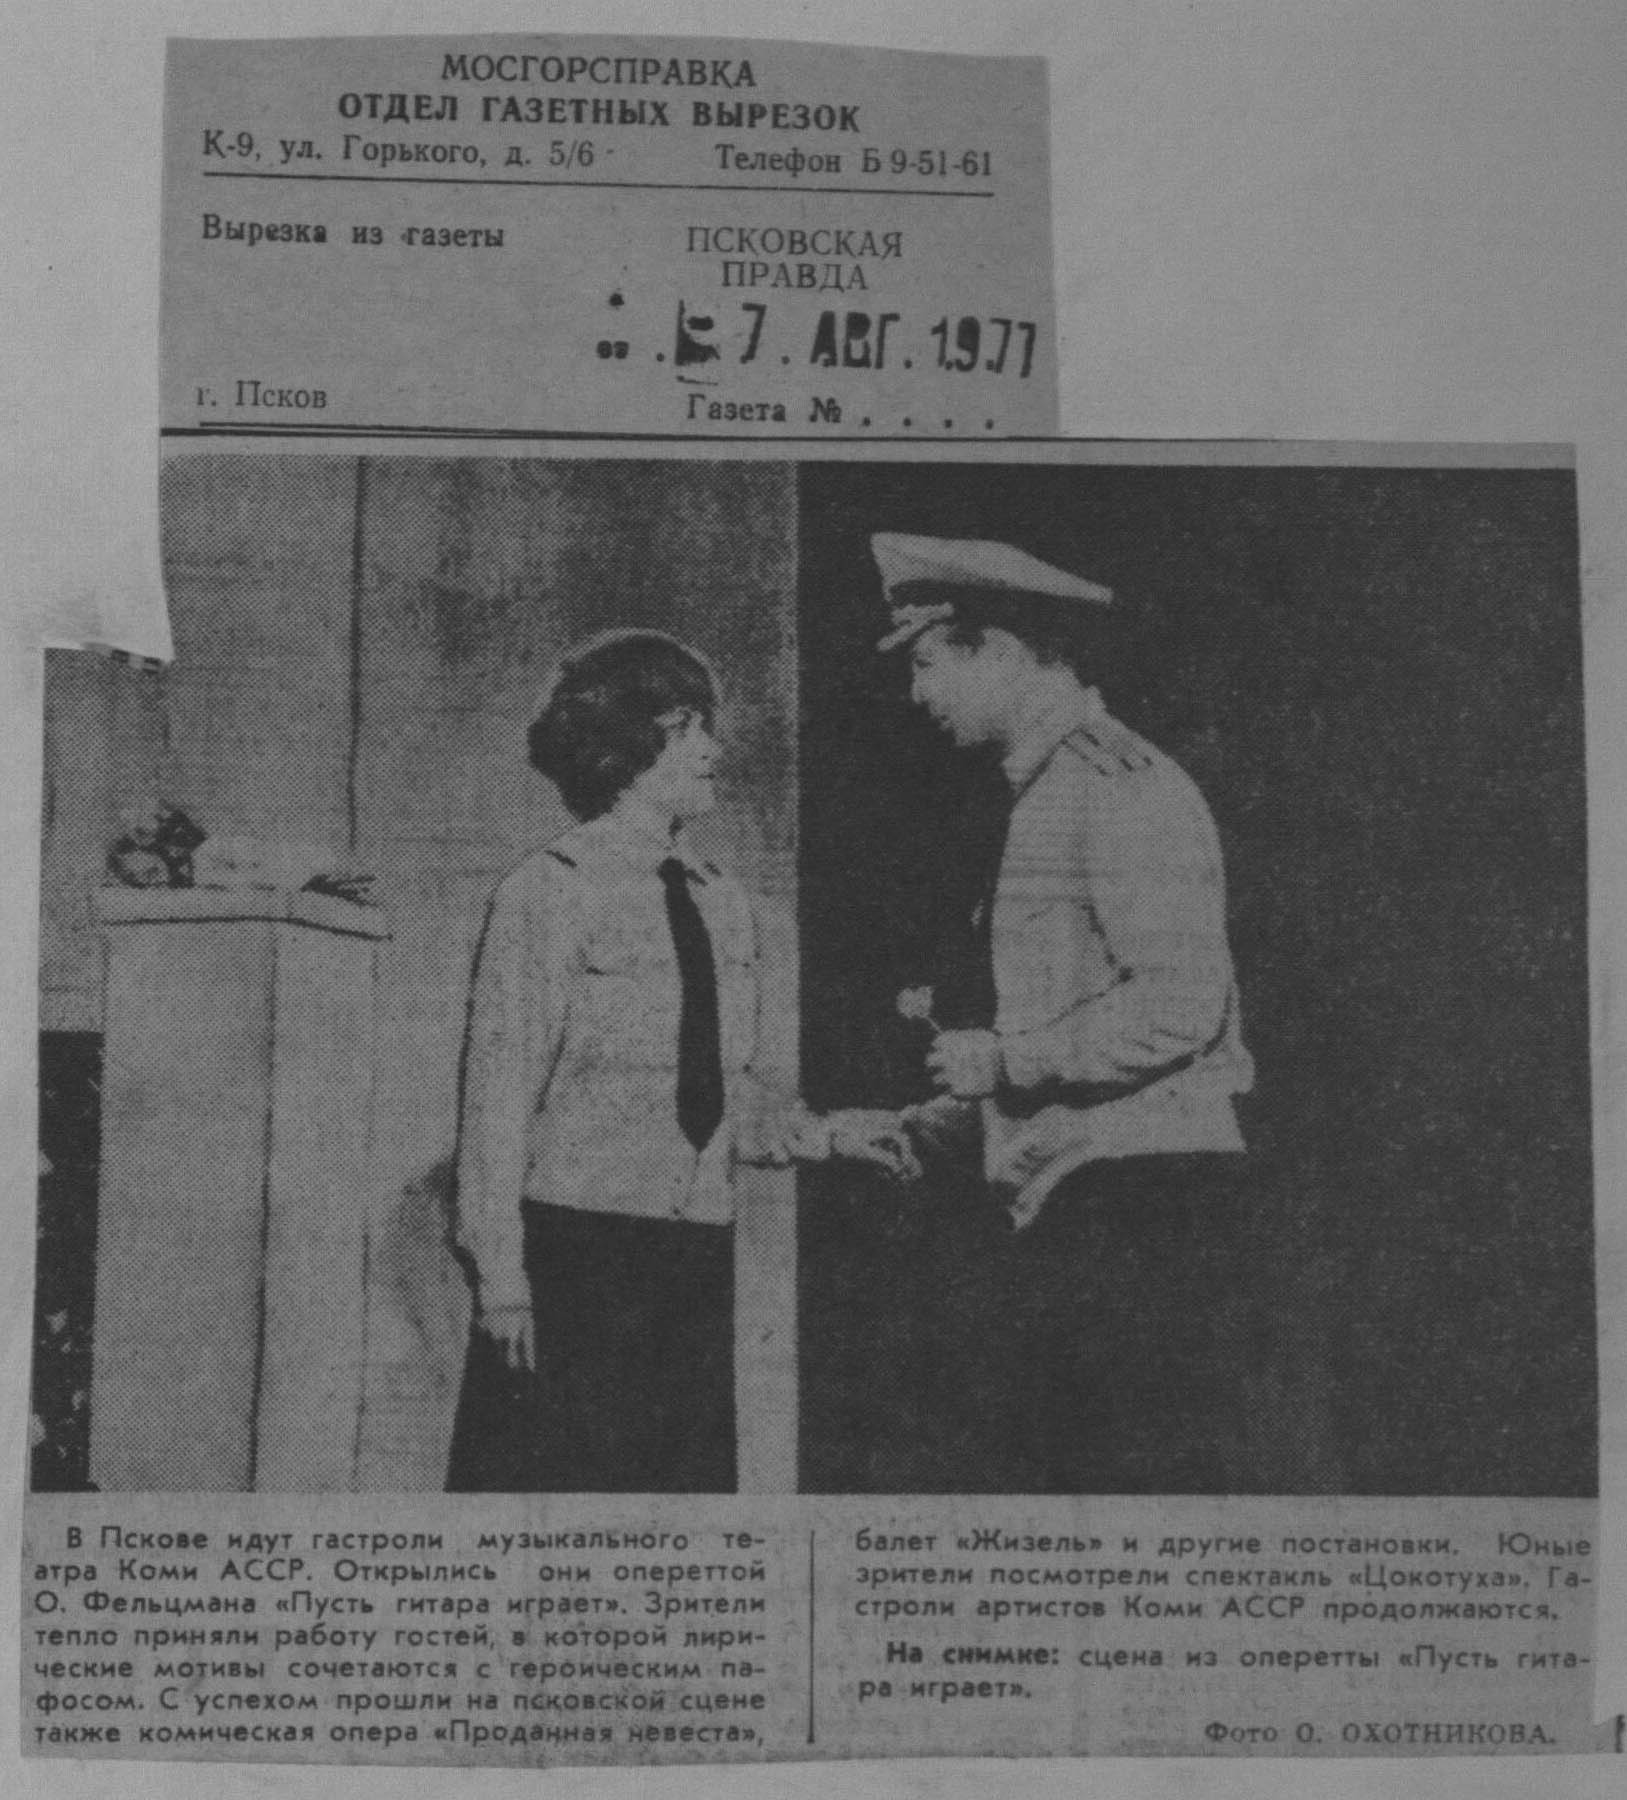 МОСГОРСПРАВКА
ОТДЕЛ ГАЗЕТНЫХ ВЫРЕЗОК
К-9, ул. Горького, д. 5/6 Телефон Б 9-51-61
Вырезка из газеты
ПСКОВСКАЯ
ПРАВДА
7. АВГ. 1977
г. Псков
Газета № . . . .
В Пскове идут гастроли музыкального те-
атра Коми АССР. Открылись они опереттой
О. Фельцмана «Пусть гитара играет». Зрители
тепло приняли работу гостей, в которой лири-
ческие мотивы сочетаются с героическим па-
фосом. С успехом прошли на псковской сцене
также комическая опера «Проданная невеста»,
балет «Жизель» и другие постановки. Юные
зрители посмотрели спектакль «Цокотуха». Га-
строли артистов Коми АССР продолжаются.
На снимке: сцена из оперетты «Пусть гита-
ра играет».
Фото О. ОХОТНИКОВА.